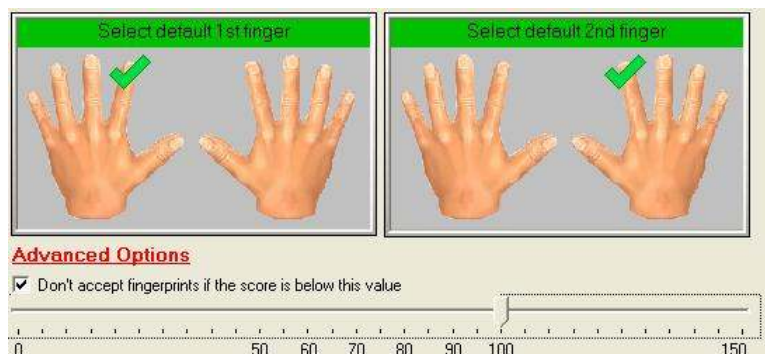 Select default 1st finger
Select default 2nd finger
Advanced Options
Don't accept fingerprints if the score is below this value
0 50 60 70 80 90 100 150